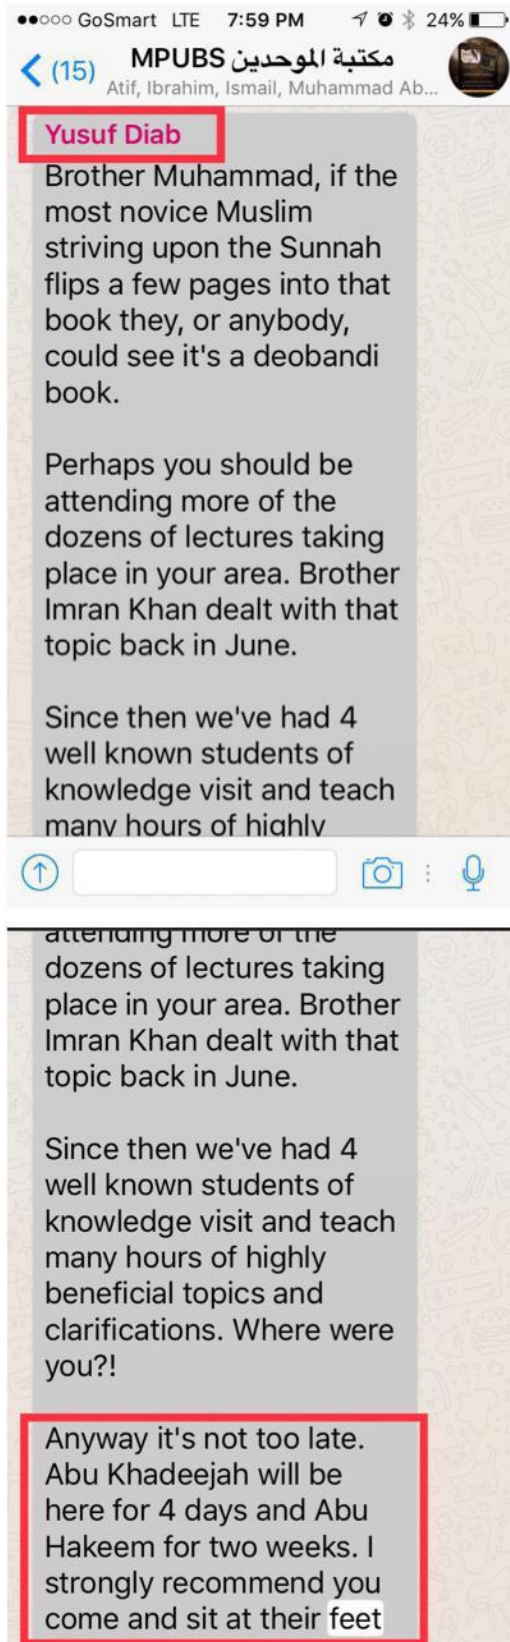 GoSmart LTE 7:59 PM 24%
(15) مكتبة الموحدين MPUBS
Atif, Ibrahim, Ismail, Muhammad Ab...
Yusuf Diab
Brother Muhammad, if the
most novice Muslim
striving upon the Sunnah
flips a few pages into that
book they, or anybody,
could see it's a deobandi
book.
Perhaps you should be
attending more of the
dozens of lectures taking
place in your area. Brother
Imran Khan dealt with that
topic back in June.
Since then we've had 4
well known students of
knowledge visit and teach
many hours of highly
attending more of the
dozens of lectures taking
place in your area. Brother
Imran Khan dealt with that
topic back in June.
Since then we've had 4
well known students of
knowledge visit and teach
many hours of highly
beneficial topics and
clarifications. Where were
you?!
Anyway it's not too late.
Abu Khadeejah will be
here for 4 days and Abu
Hakeem for two weeks. I
strongly recommend you
come and sit at their feet